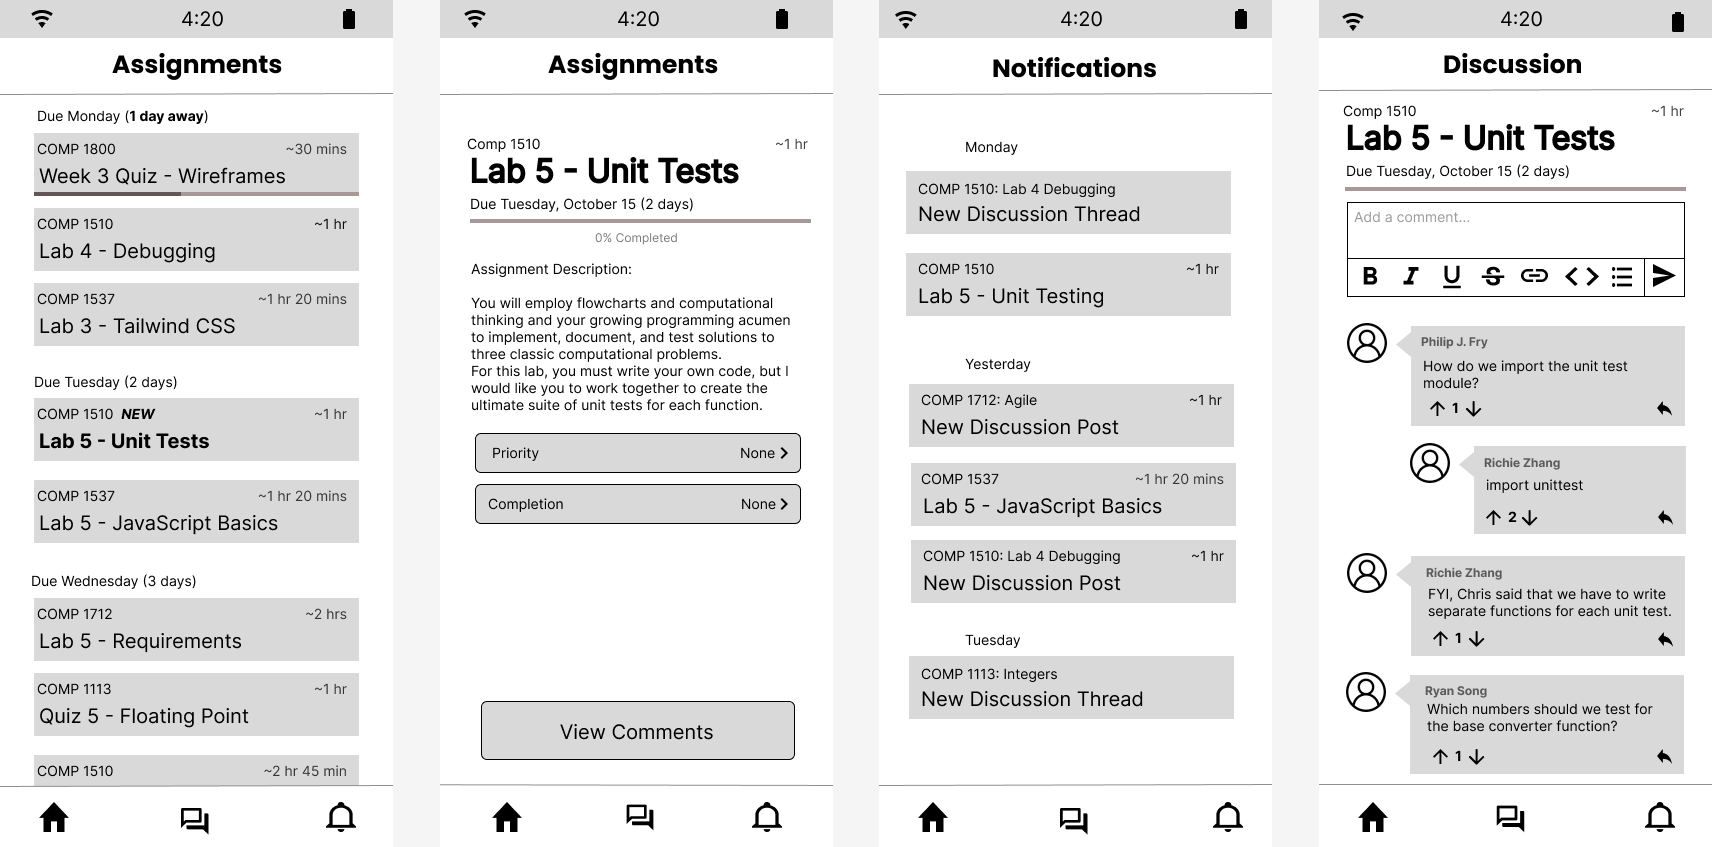 4:20
Assignments
Due Monday (1 day away)
COMP 1800 ~30 mins
Week 3 Quiz - Wireframes
COMP 1510 ~1 hr
Lab 4 - Debugging
COMP 1537 ~1 hr 20 mins
Lab 3 - Tailwind CSS
Due Tuesday (2 days)
COMP 1510 NEW ~1 hr
Lab 5 - Unit Tests
COMP 1537 ~1 hr 20 mins
Lab 5 - JavaScript Basics
Due Wednesday (3 days)
COMP 1712 ~2 hrs
Lab 5 - Requirements
COMP 1113 ~1 hr
Quiz 5 - Floating Point
COMP 1510 ~2 hr 45 min
4:20
Assignments
Comp 1510 ~1 hr
Lab 5 - Unit Tests
Due Tuesday, October 15 (2 days)
0% Completed
Assignment Description:
You will employ flowcharts and computational
thinking and your growing programming acumen
to implement, document, and test solutions to
three classic computational problems.
For this lab, you must write your own code, but I
would like you to work together to create the
ultimate suite of unit tests for each function.
Priority None
Completion None
View Comments
4:20
Notifications
Monday
COMP 1510: Lab 4 Debugging
New Discussion Thread
COMP 1510 ~1 hr
Lab 5 - Unit Testing
Yesterday
COMP 1712: Agile ~1 hr
New Discussion Post
COMP 1537 ~1 hr 20 mins
Lab 5 - JavaScript Basics
COMP 1510: Lab 4 Debugging ~1 hr
New Discussion Post
Tuesday
COMP 1113: Integers
New Discussion Thread
4:20
Discussion
Comp 1510 ~1 hr
Lab 5 - Unit Tests
Due Tuesday, October 15 (2 days)
Add a comment...
B I U S
Philip J. Fry
How do we import the unit test
module?
1
Richie Zhang
import unittest
2
Richie Zhang
FYI, Chris said that we have to write
separate functions for each unit test.
1
Ryan Song
Which numbers should we test for
the base converter function?
1